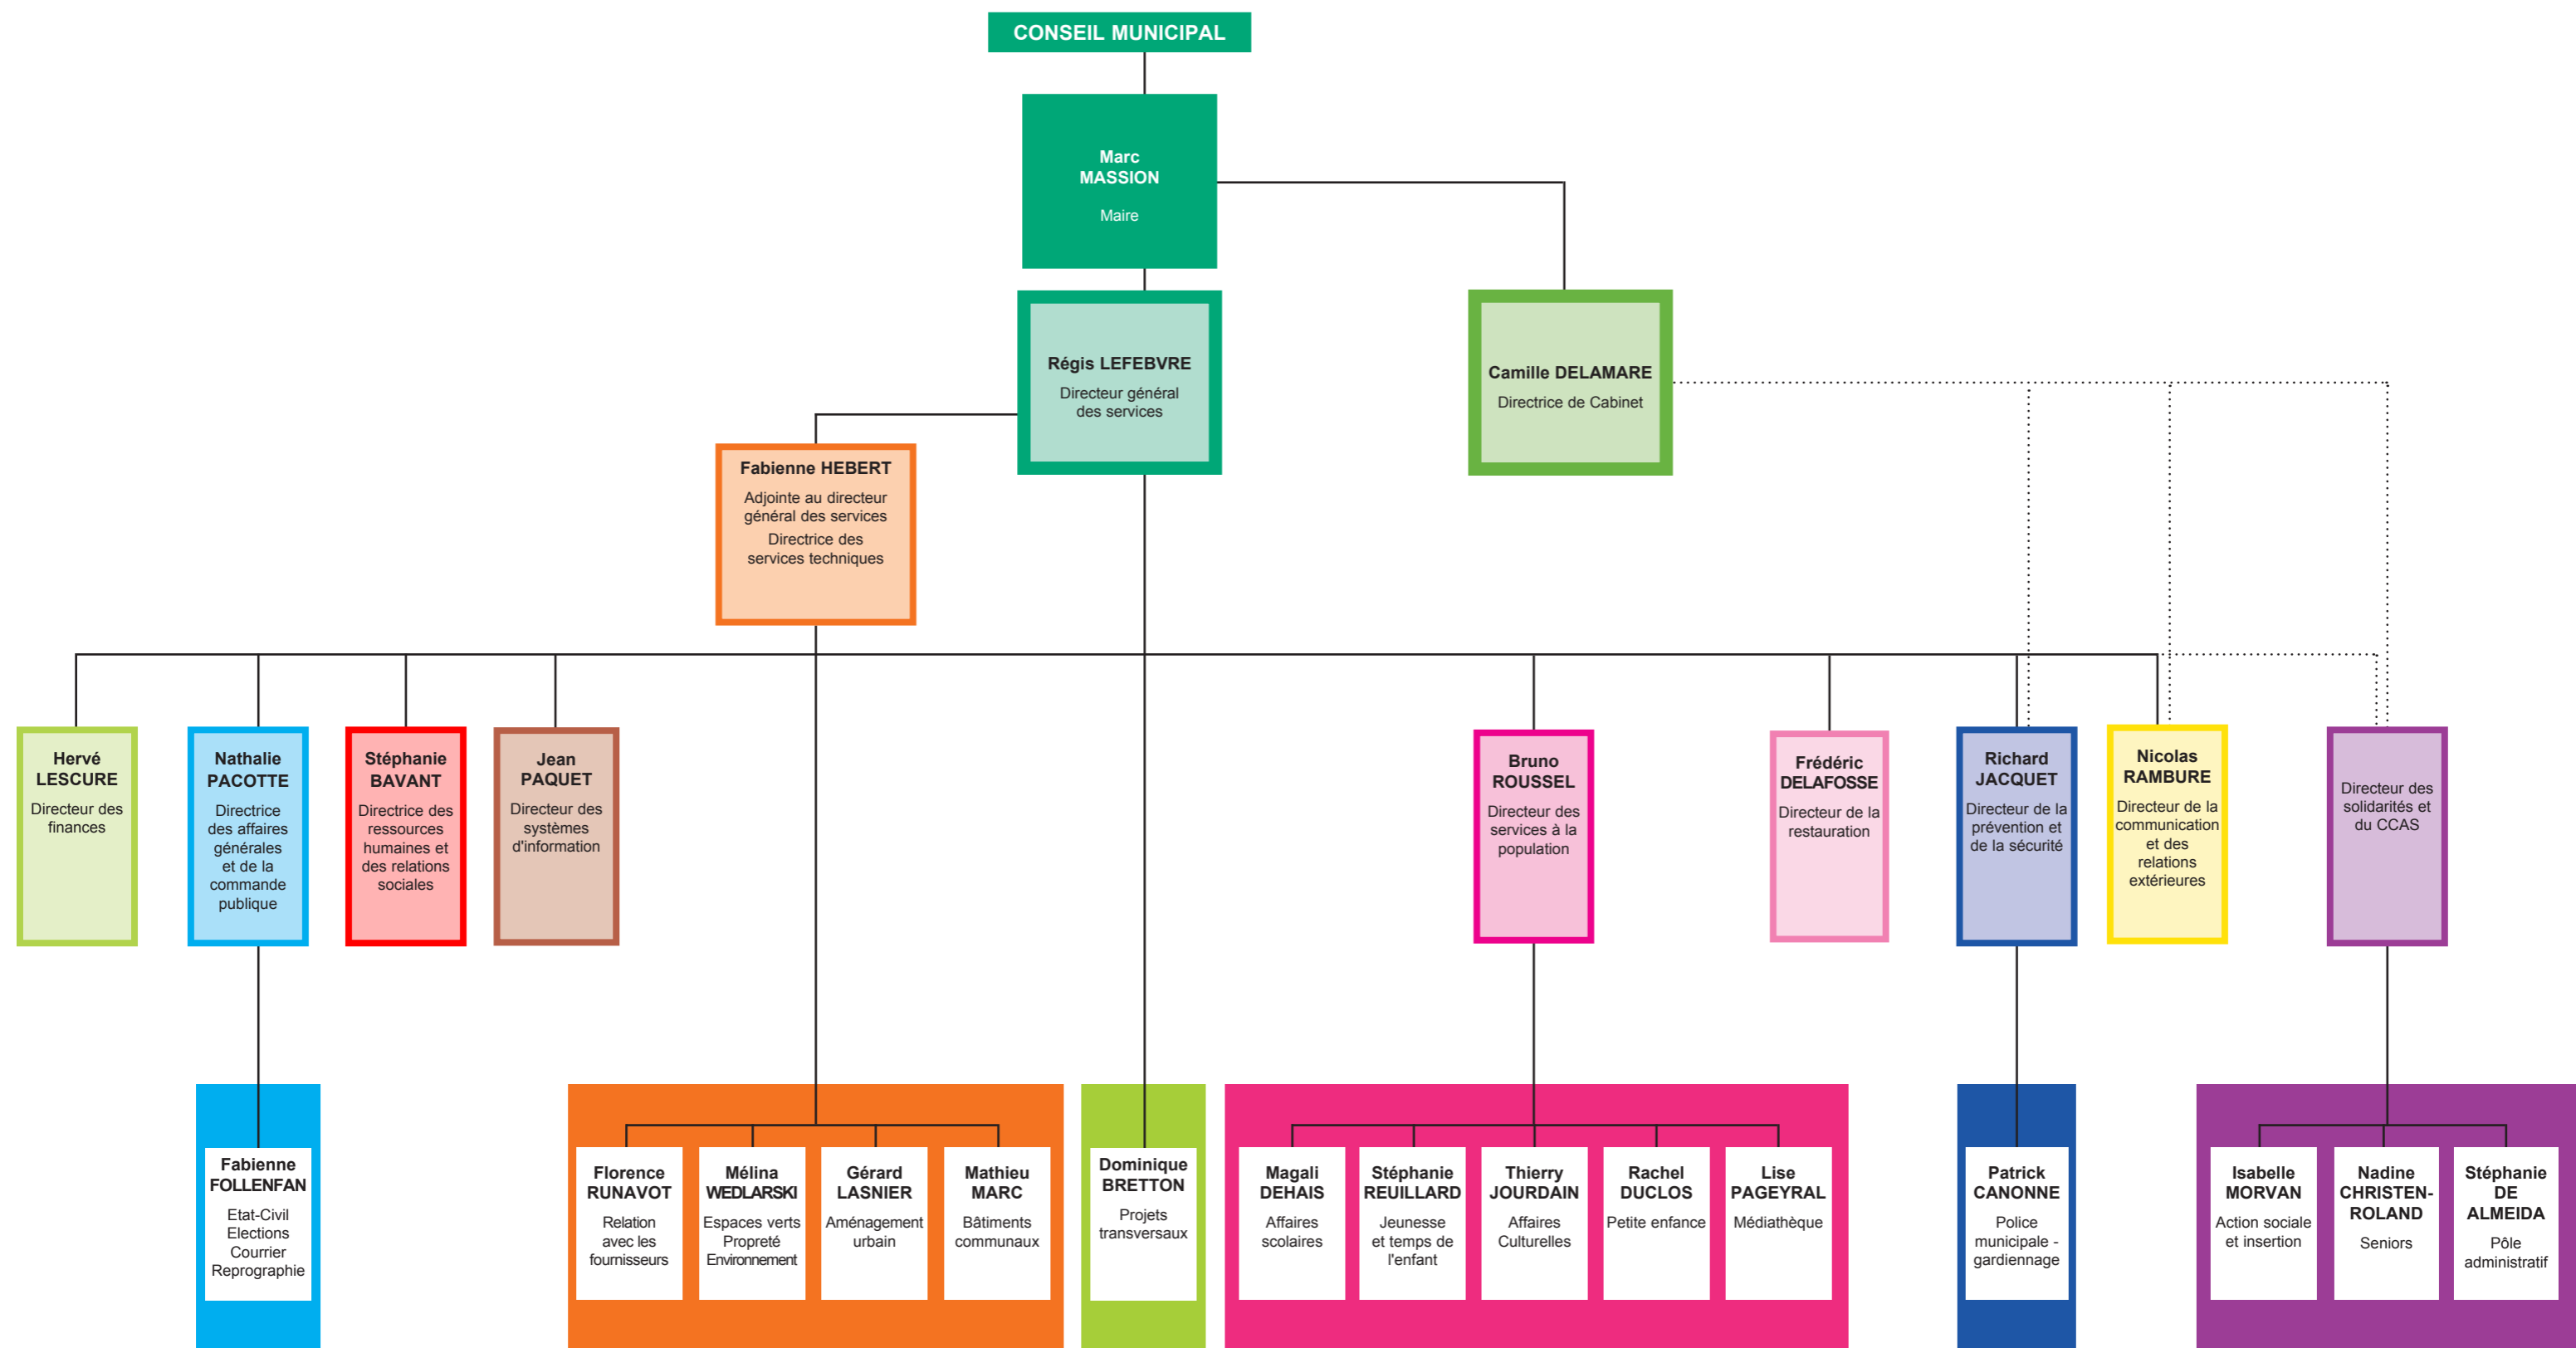 CONSEIL MUNICIPAL
Marc
MASSION
Maire
Régis LEFEBVRE
Directeur général
des services
Camille DELAMARE
Directrice de Cabinet
Fabienne HEBERT
Adjointe au directeur
général des services
Directrice des
services techniques
Hervé
LESCURE
Directeur des
finances
Nathalie
PACOTTE
Directrice
des affaires
générales
et de la
commande
publique
Stéphanie
BAVANT
Directrice des
ressources
humaines et
des relations
sociales
Jean
PAQUET
Directeur des
systèmes
d'information
Bruno
ROUSSEL
Directeur des
services à la
population
Frédéric
DELAFOSSE
Directeur de la
restauration
Richard
JACQUET
Directeur de la
prévention et
de la sécurité
Nicolas
RAMBURE
Directeur de la
communication
et des
relations
extérieures
Directeur des
solidarités et
du CCAS
Fabienne
FOLLENFAN
Etat-Civil
Elections
Courrier
Reprographie
Florence
RUNAVOT
Relation
avec les
fournisseurs
Mélina
WEDLARSKI
Espaces verts
Propreté
Environnement
Gérard
LASNIER
Aménagement
urbain
Mathieu
MARC
Bâtiments
communaux
Dominique
BRETTON
Projets
transversaux
Magali
DEHAIS
Affaires
scolaires
Stéphanie
REUILLARD
Jeunesse
et temps de
l'enfant
Thierry
JOURDAIN
Affaires
Culturelles
Rachel
DUCLOS
Petite enfance
Lise
PAGEYRAL
Médiathèque
Patrick
CANONNE
Police
municipale -
gardiennage
Isabelle
MORVAN
Action sociale
et insertion
Nadine
CHRISTEN-
ROLAND
Seniors
Stéphanie
DE
ALMEIDA
Pôle
administratif